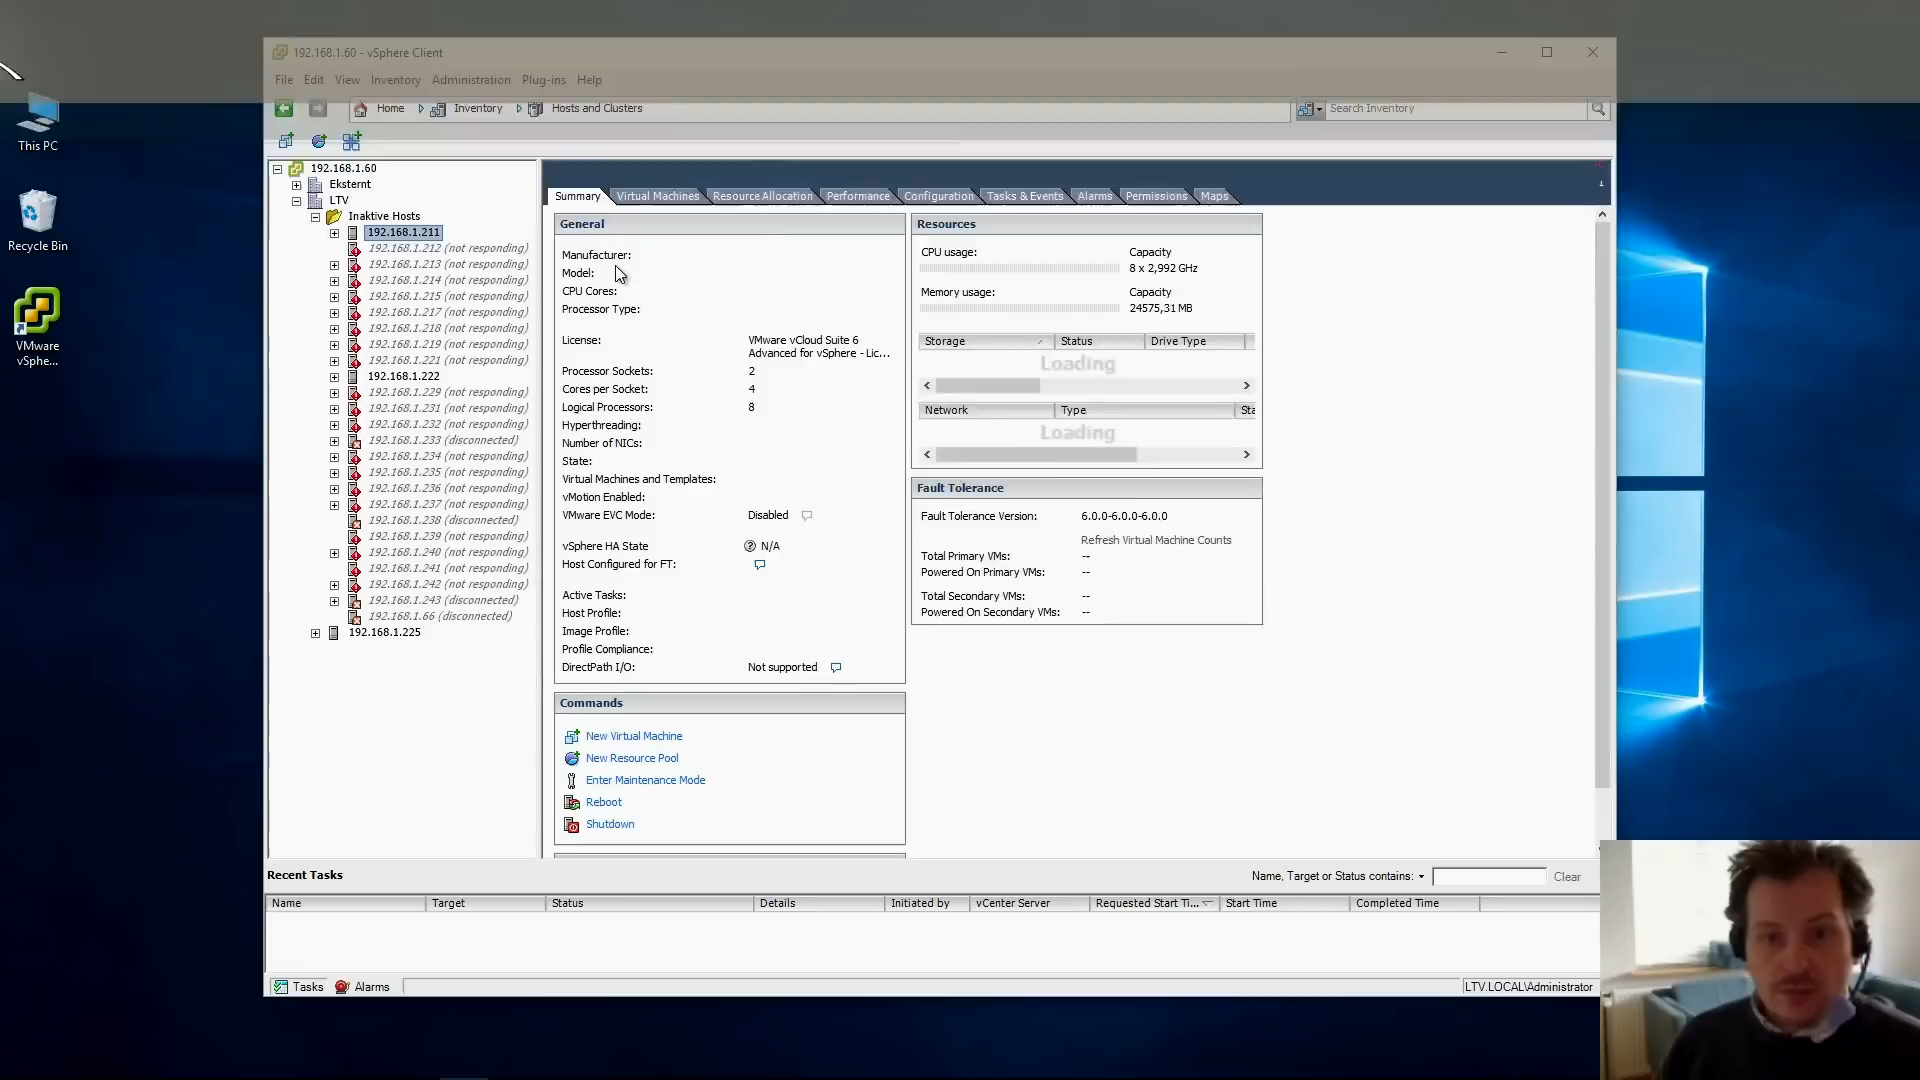 192.168.1.60 - vSphere Client
File Edit View Inventory Administration Plug-ins Help
Home Inventory Hosts and Clusters
Search Inventory
This PC
Recycle Bin
VMware
vSphe...
192.168.1.60
Eksternt
LTV
Inaktive Hosts
192.168.1.211
192.168.1.212 (not responding)
192.168.1.213 (not responding)
192.168.1.214 (not responding)
192.168.1.215 (not responding)
192.168.1.217 (not responding)
192.168.1.218 (not responding)
192.168.1.219 (not responding)
192.168.1.221 (not responding)
192.168.1.222
192.168.1.229 (not responding)
192.168.1.231 (not responding)
192.168.1.232 (not responding)
192.168.1.233 (disconnected)
192.168.1.234 (not responding)
192.168.1.235 (not responding)
192.168.1.236 (not responding)
192.168.1.237 (not responding)
192.168.1.238 (disconnected)
192.168.1.239 (not responding)
192.168.1.240 (not responding)
192.168.1.241 (not responding)
192.168.1.242 (not responding)
192.168.1.243 (disconnected)
192.168.1.66 (disconnected)
192.168.1.225
Summary Virtual Machines Resource Allocation Performance Configuration Tasks & Events Alarms Permissions Maps
General
Manufacturer:
Model:
CPU Cores:
Processor Type:
License: VMware vCloud Suite 6
Advanced for vSphere - Lic...
Processor Sockets: 2
Cores per Socket: 4
Logical Processors: 8
Hyperthreading:
Number of NICs:
State:
Virtual Machines and Templates:
vMotion Enabled:
VMware EVC Mode: Disabled
vSphere HA State N/A
Host Configured for FT:
Active Tasks:
Host Profile:
Image Profile:
Profile Compliance:
DirectPath I/O: Not supported
Commands
New Virtual Machine
New Resource Pool
Enter Maintenance Mode
Reboot
Shutdown
Resources
CPU usage: Capacity
8 x 2,992 GHz
Memory usage: Capacity
24575,31 MB
Storage Status Drive Type
Loading
Network Type Sta
Loading
Fault Tolerance
Fault Tolerance Version: 6.0.0-6.0.0-6.0.0
Refresh Virtual Machine Counts
Total Primary VMs: --
Powered On Primary VMs: --
Total Secondary VMs: --
Powered On Secondary VMs: --
Recent Tasks
Name, Target or Status contains: Clear
Name Target Status Details Initiated by vCenter Server Requested Start Ti... Start Time Completed Time
Tasks Alarms
LTV.LOCAL\Administrator